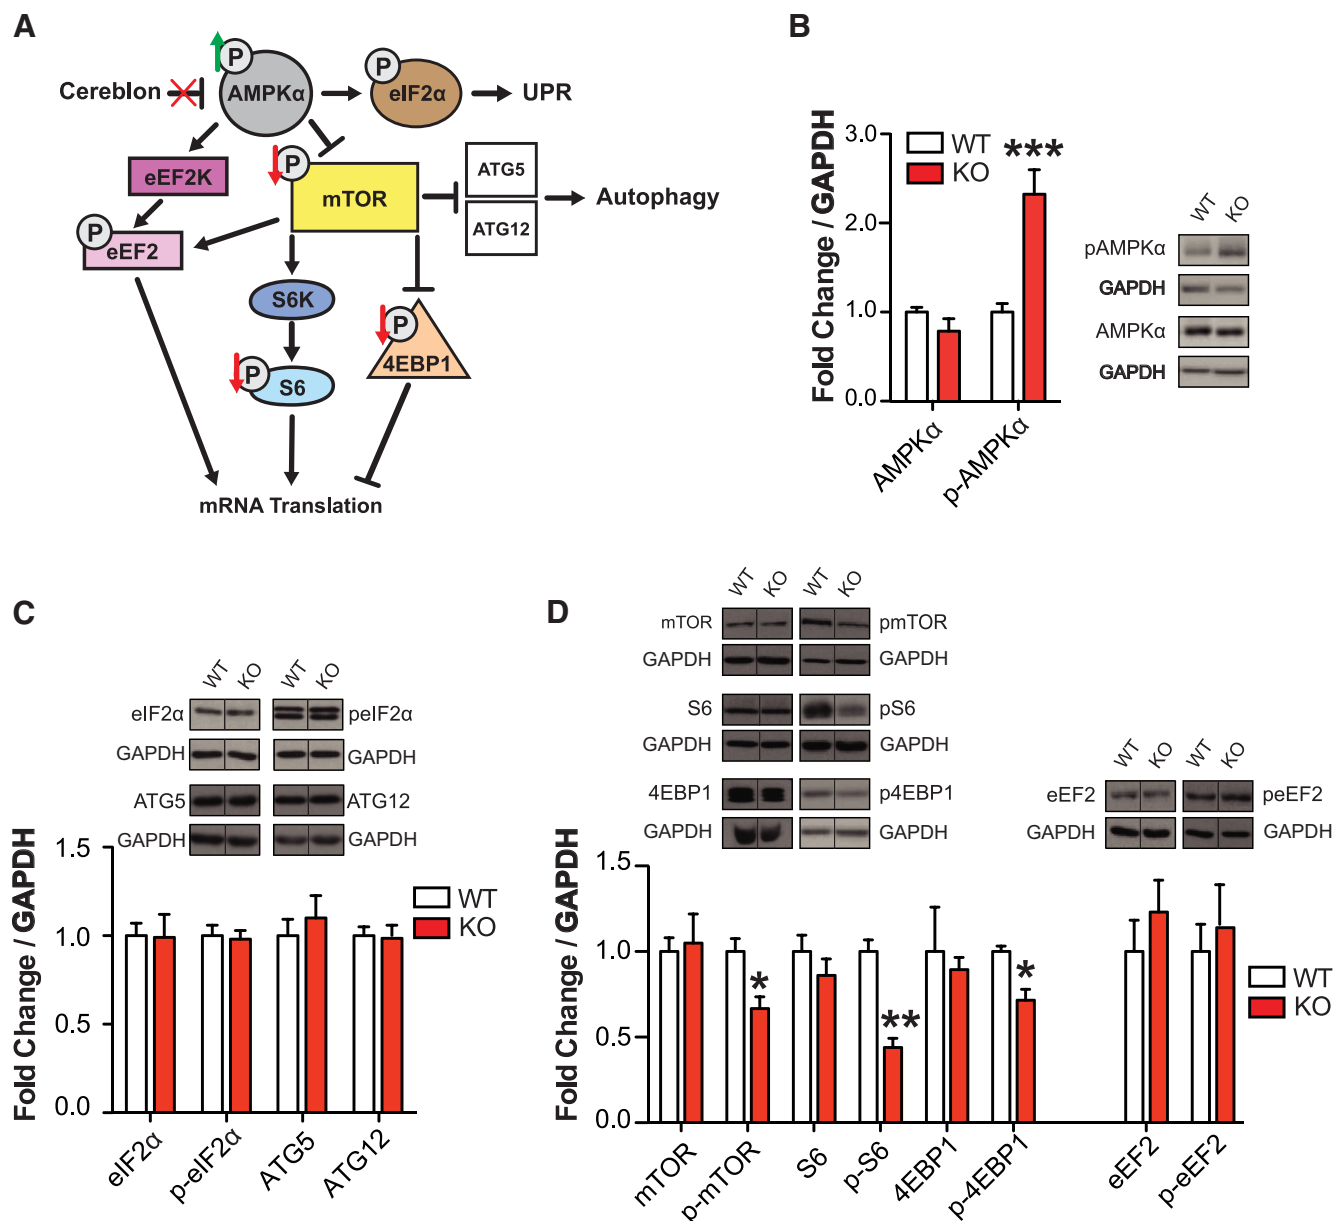 A
P
P
Cereblon
AMPKα
eIF2α
UPR
P
eEF2K
mTOR
ATG5
ATG12
Autophagy
P
eEF2
S6K
P
4EBP1
P
S6
mRNA Translation
B
Fold Change / GAPDH
3.0
2.0
1.0
0.0
WT
KO
***
AMPKα
p-AMPKα
WT KO
pAMPKα
GAPDH
AMPKα
GAPDH
C
WT KO WT KO
eIF2α peIF2α
GAPDH GAPDH
ATG5 ATG12
GAPDH GAPDH
Fold Change / GAPDH
1.5
1.0
0.5
0.0
WT
KO
eIF2α
p-eIF2α
ATG5
ATG12
D
WT KO WT KO
mTOR pmTOR
GAPDH GAPDH
S6 pS6
GAPDH GAPDH
4EBP1 p4EBP1
GAPDH GAPDH
WT KO WT KO
eEF2 peEF2
GAPDH GAPDH
Fold Change / GAPDH
1.5
1.0
0.5
0.0
*
**
*
WT
KO
mTOR
p-mTOR
S6
p-S6
4EBP1
p-4EBP1
eEF2
p-eEF2